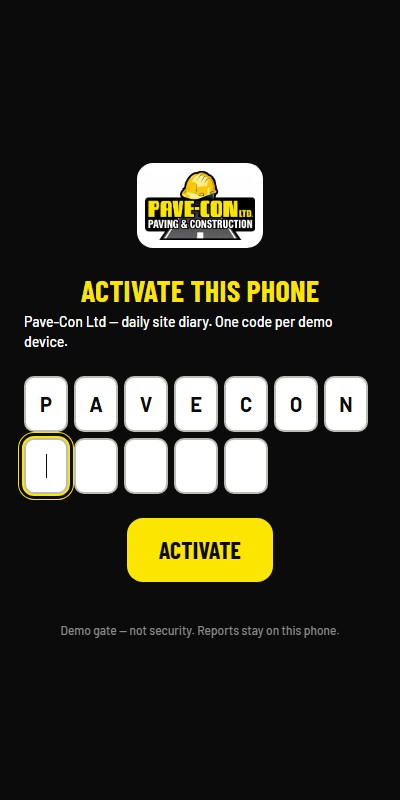 PAVE-CON LTD.
PAVING & CONSTRUCTION
ACTIVATE THIS PHONE
Pave-Con Ltd — daily site diary. One code per demo
device.
P A V E C O N
ACTIVATE
Demo gate — not security. Reports stay on this phone.